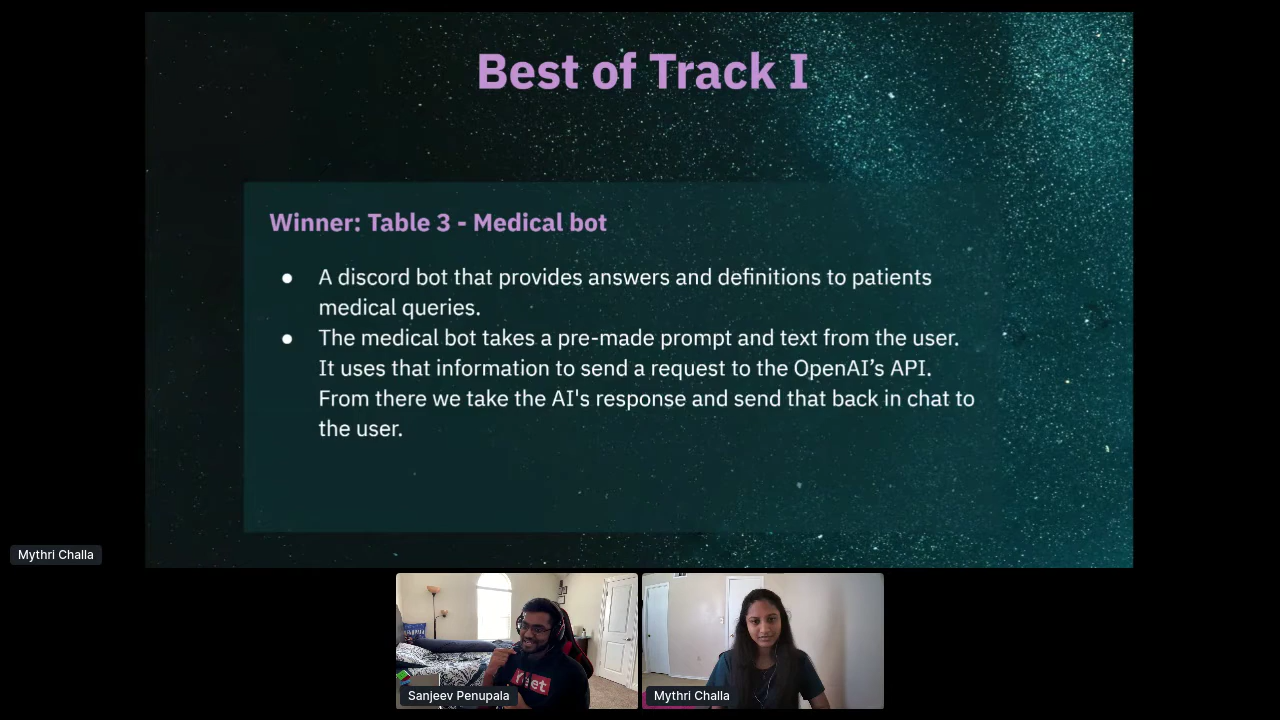 Best of Track I
Winner: Table 3 - Medical bot
● A discord bot that provides answers and definitions to patients
medical queries.
● The medical bot takes a pre-made prompt and text from the user.
It uses that information to send a request to the OpenAI’s API.
From there we take the AI's response and send that back in chat to
the user.
Mythri Challa
Sanjeev Penupala
Mythri Challa